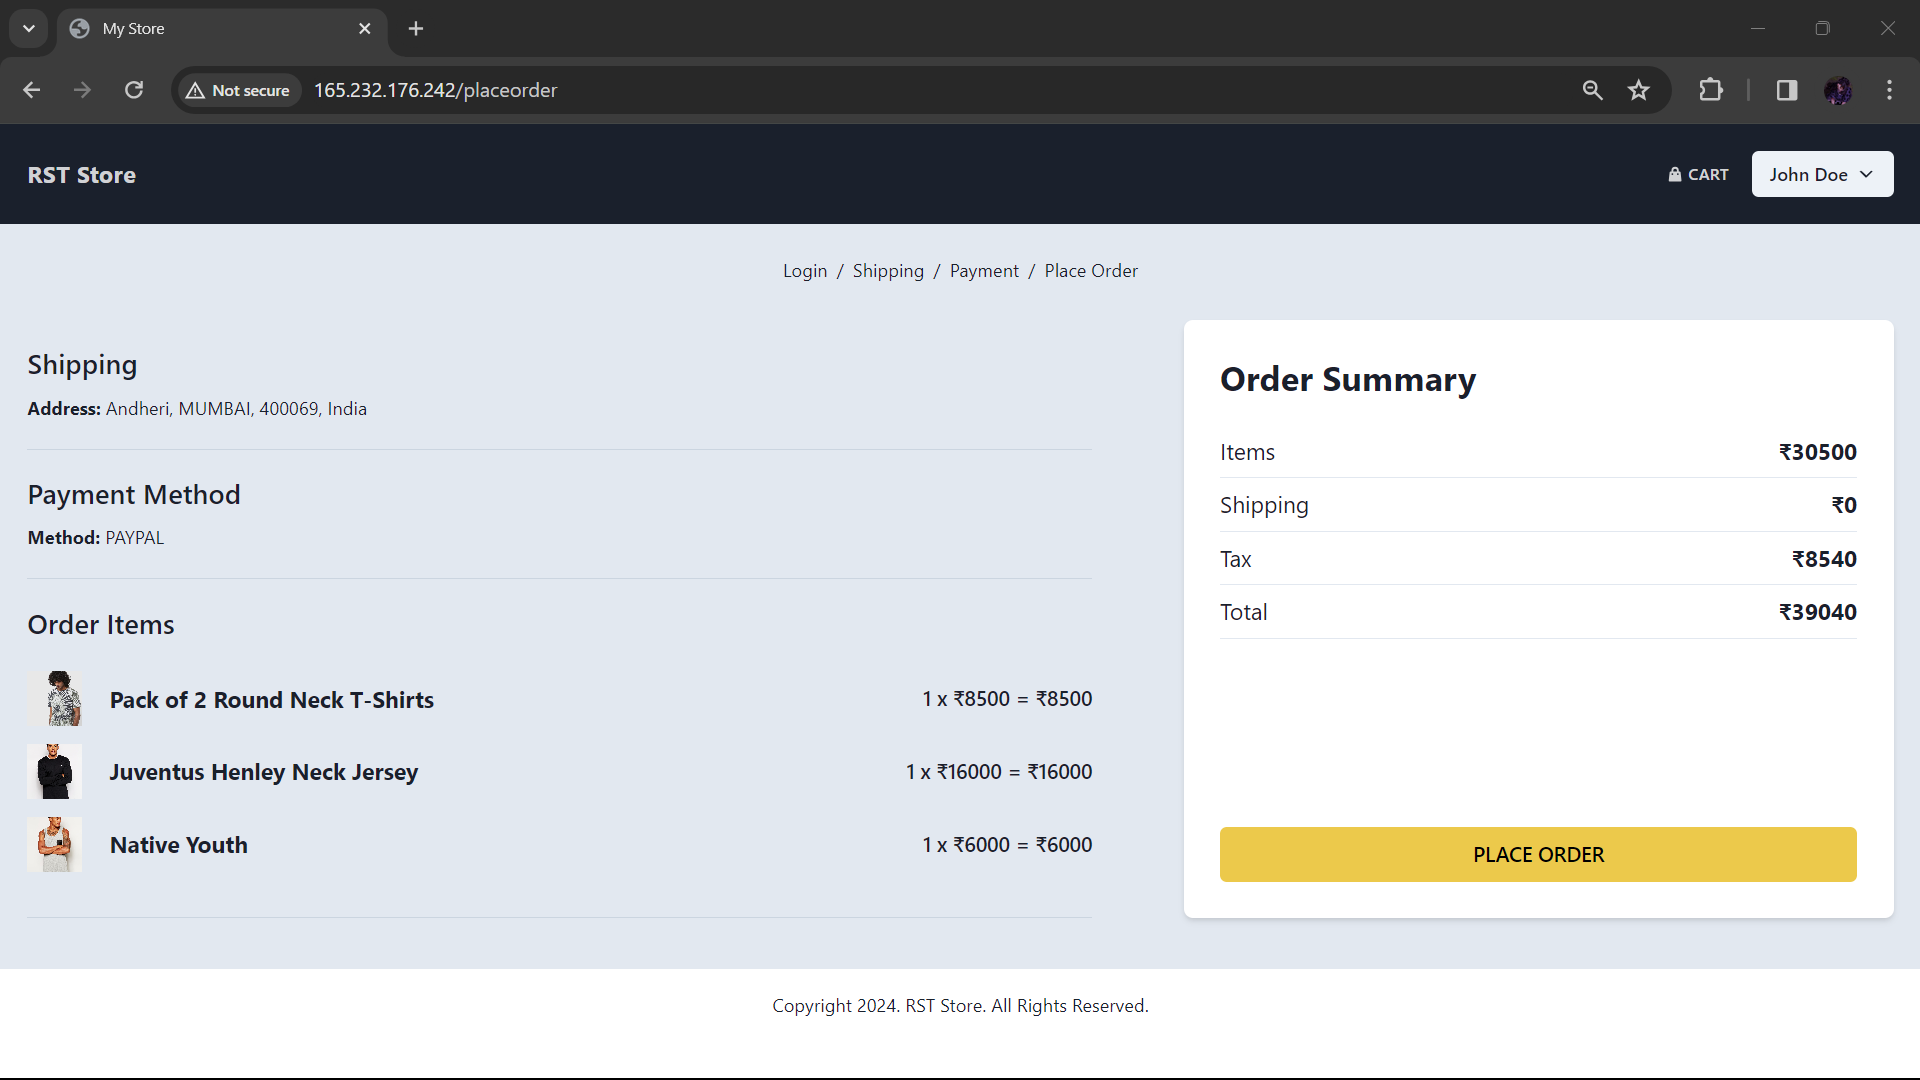 My Store
Not secure 165.232.176.242/placeorder
RST Store
CART
John Doe
Login / Shipping / Payment / Place Order
Shipping
Address: Andheri, MUMBAI, 400069, India
Payment Method
Method: PAYPAL
Order Items
Pack of 2 Round Neck T-Shirts 1 x ₹8500 = ₹8500
Juventus Henley Neck Jersey 1 x ₹16000 = ₹16000
Native Youth 1 x ₹6000 = ₹6000
Order Summary
Items ₹30500
Shipping ₹0
Tax ₹8540
Total ₹39040
PLACE ORDER
Copyright 2024. RST Store. All Rights Reserved.